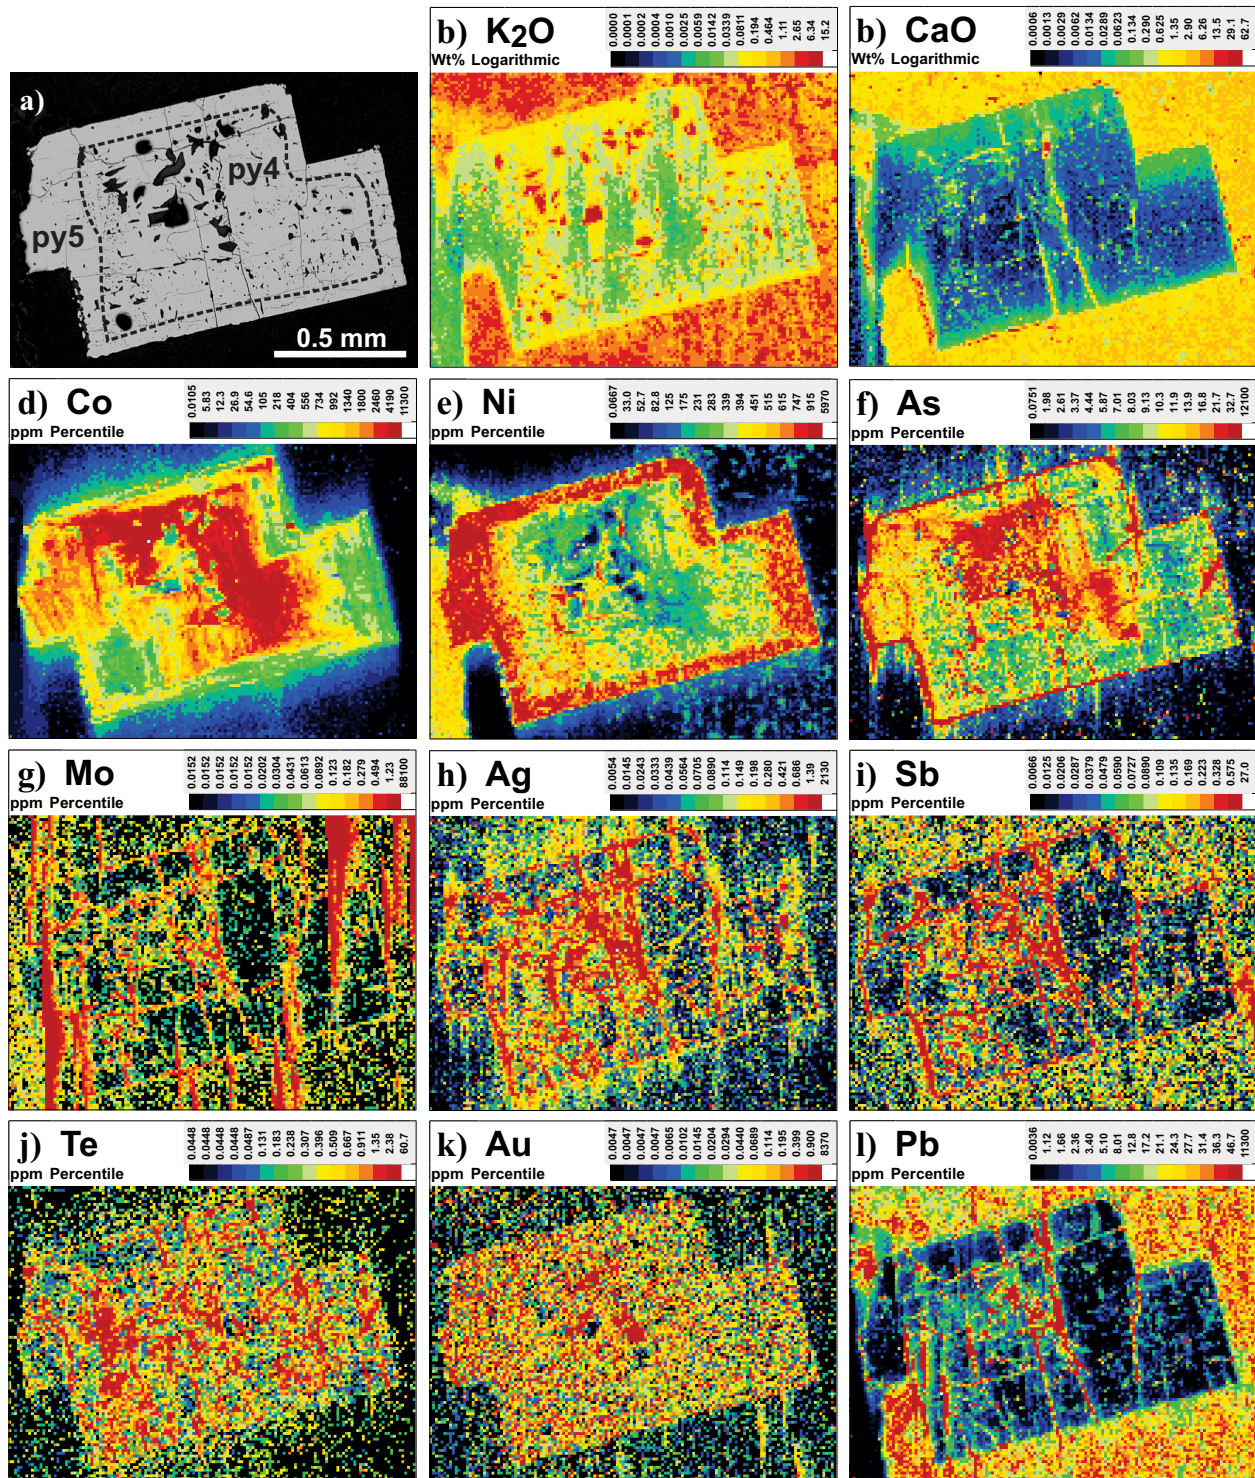 b) K2O
0.0000 0.0001 0.0002 0.0004 0.0010 0.0025 0.0059 0.0142 0.0339 0.0811 0.194 0.464 1.11 2.65 6.34 15.2
Wt% Logarithmic
b) CaO
0.0006 0.0013 0.0029 0.0062 0.0134 0.0289 0.0623 0.134 0.290 0.625 1.35 2.90 6.26 13.5 29.1 62.7
Wt% Logarithmic
a)
py4
py5
0.5 mm
d) Co
0.0105 5.83 12.3 26.9 54.6 105 218 404 556 734 992 1340 1800 2460 4190 11300
ppm Percentile
e) Ni
0.0667 33.0 52.7 82.8 125 175 231 283 339 394 451 515 615 747 915 5970
ppm Percentile
f) As
0.0751 1.98 2.61 3.37 4.44 5.87 7.01 8.03 9.13 10.3 11.9 13.9 16.8 21.7 32.7 12100
ppm Percentile
g) Mo
0.0152 0.0152 0.0152 0.0152 0.0152 0.0202 0.0304 0.0431 0.0613 0.0892 0.123 0.182 0.279 0.494 1.23 88100
ppm Percentile
h) Ag
0.0054 0.0145 0.0243 0.0333 0.0439 0.0564 0.0705 0.0890 0.114 0.149 0.198 0.280 0.421 0.686 1.39 2130
ppm Percentile
i) Sb
0.0066 0.0125 0.0206 0.0287 0.0379 0.0479 0.0590 0.0727 0.0890 0.109 0.135 0.169 0.223 0.328 0.575 27.0
ppm Percentile
j) Te
0.0448 0.0448 0.0448 0.0448 0.0487 0.131 0.183 0.238 0.307 0.396 0.509 0.667 0.911 1.35 2.38 60.7
ppm Percentile
k) Au
0.0047 0.0047 0.0047 0.0047 0.0065 0.0102 0.0145 0.0204 0.0294 0.0440 0.0689 0.114 0.195 0.399 0.900 8370
ppm Percentile
l) Pb
0.0036 1.12 1.66 2.36 3.40 5.10 8.01 12.8 17.2 21.1 24.3 27.7 31.4 36.3 46.7 11300
ppm Percentile